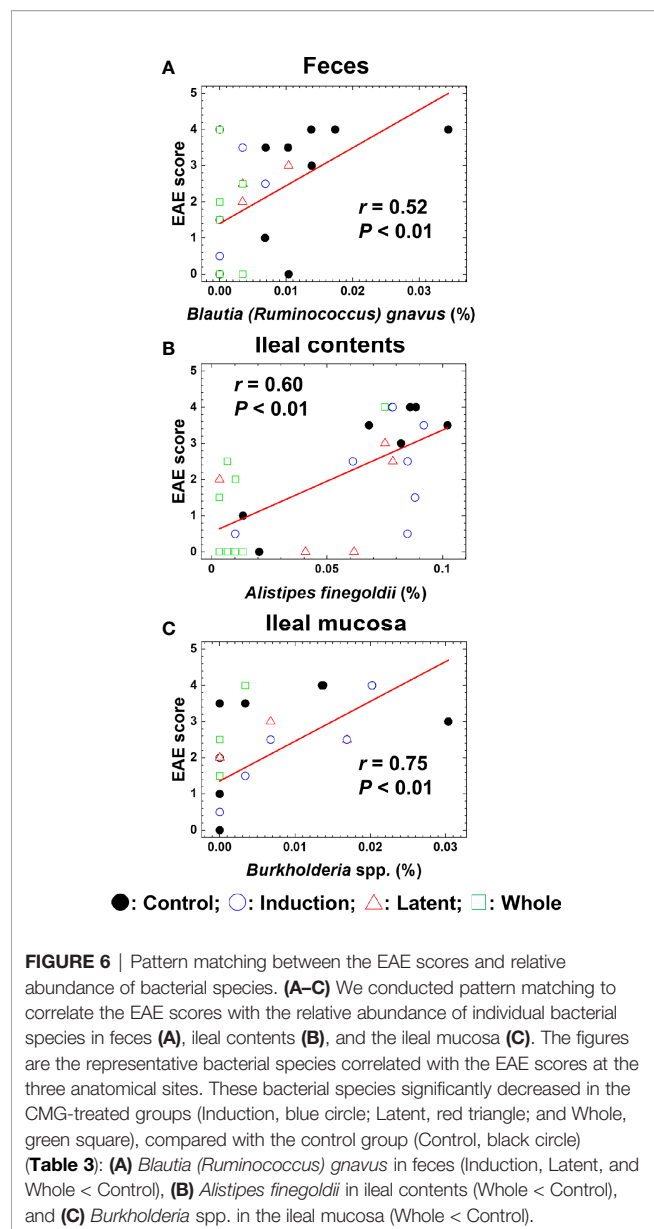 A Feces
5
4
3
2
1
0
EAE score
r = 0.52
P < 0.01
0.00 0.01 0.02 0.03
Blautia (Ruminococcus) gnavus (%)
B Ileal contents
5
4
3
2
1
0
EAE score
r = 0.60
P < 0.01
0 0.05 0.1
Alistipes finegoldii (%)
C Ileal mucosa
5
4
3
2
1
0
EAE score
r = 0.75
P < 0.01
0.00 0.01 0.02 0.03
Burkholderia spp. (%)
●: Control; ○: Induction; △: Latent; □: Whole
FIGURE 6 | Pattern matching between the EAE scores and relative
abundance of bacterial species. (A–C) We conducted pattern matching to
correlate the EAE scores with the relative abundance of individual bacterial
species in feces (A), ileal contents (B), and the ileal mucosa (C). The figures
are the representative bacterial species correlated with the EAE scores at the
three anatomical sites. These bacterial species significantly decreased in the
CMG-treated groups (Induction, blue circle; Latent, red triangle; and Whole,
green square), compared with the control group (Control, black circle)
(Table 3): (A) Blautia (Ruminococcus) gnavus in feces (Induction, Latent, and
Whole < Control), (B) Alistipes finegoldii in ileal contents (Whole < Control),
and (C) Burkholderia spp. in the ileal mucosa (Whole < Control).